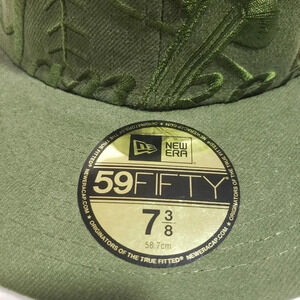 NEW ERA
59FIFTY
7 3/8
58.7cm
ORIGINATORS OF THE TRUE FITTED
NEWERACAP.COM